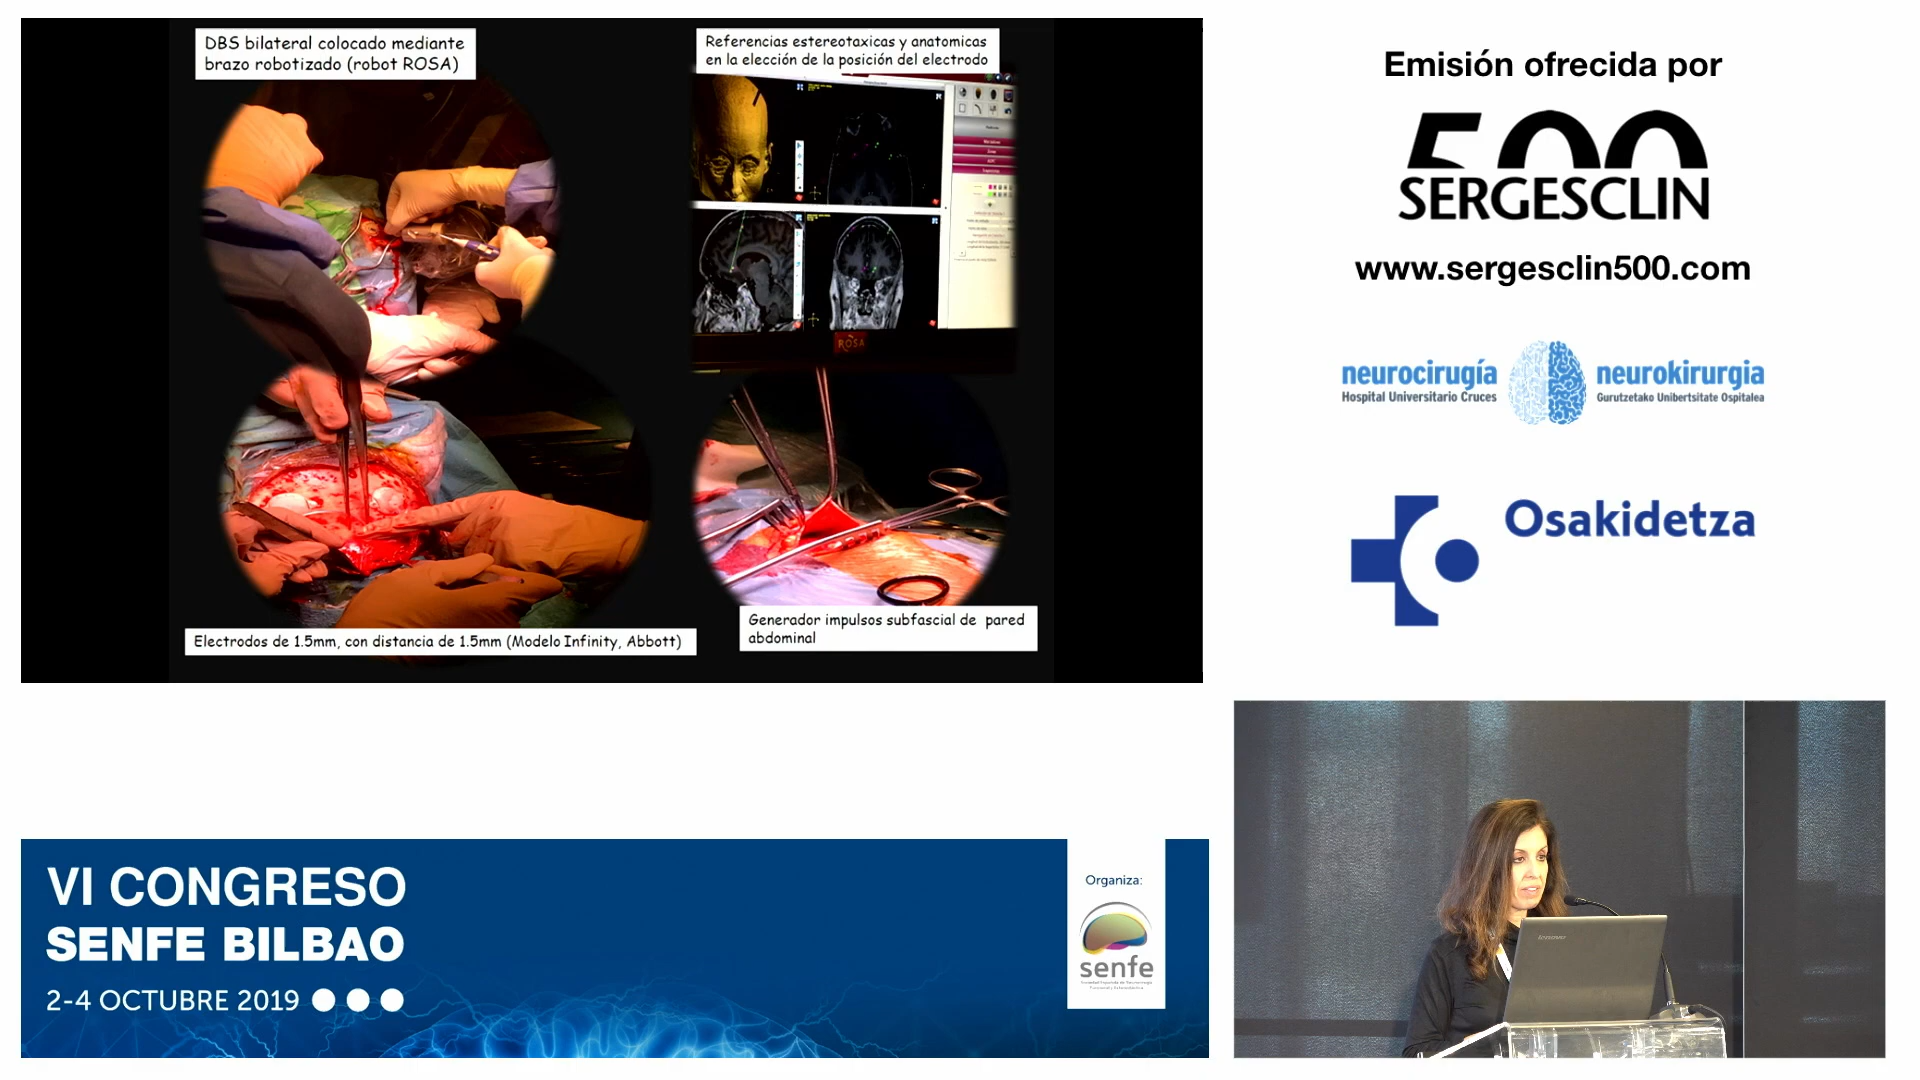 DBS bilateral colocado mediante
brazo robotizado (robot ROSA)
Referencias estereotaxicas y anatomicas
en la elección de la posición del electrodo
ROSA
Electrodos de 1.5mm, con distancia de 1.5mm (Modelo Infinity, Abbott)
Generador impulsos subfascial de pared
abdominal
Emisión ofrecida por
500
SERGESCLIN
www.sergesclin500.com
neurocirugía
Hospital Universitario Cruces
neurokirurgia
Gurutzetako Unibertsitate Ospitalea
Osakidetza
VI CONGRESO
SENFE BILBAO
2-4 OCTUBRE 2019
Organiza:
senfe
lenovo